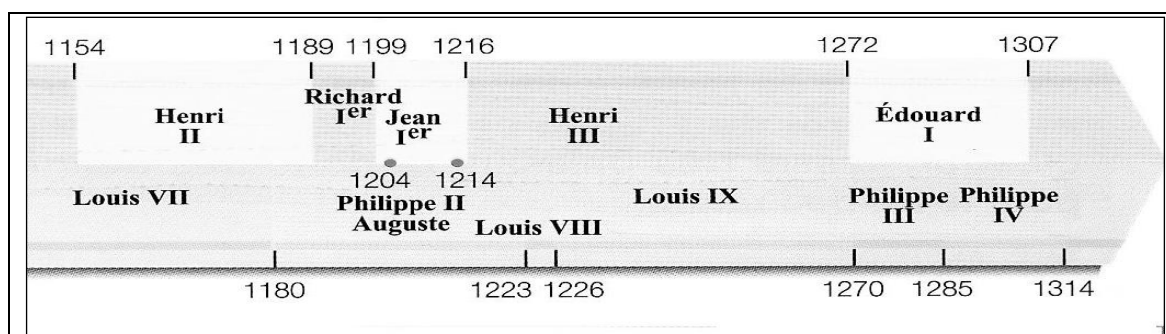 1154 1189 1199 1216 1272 1307
Henri
II
Richard
Ier
Jean
Ier
Henri
III
Édouard
I
1204 1214
Louis VII
Philippe II
Auguste
Louis VIII
Louis IX
Philippe
III
Philippe
IV
1180 1223 1226 1270 1285 1314